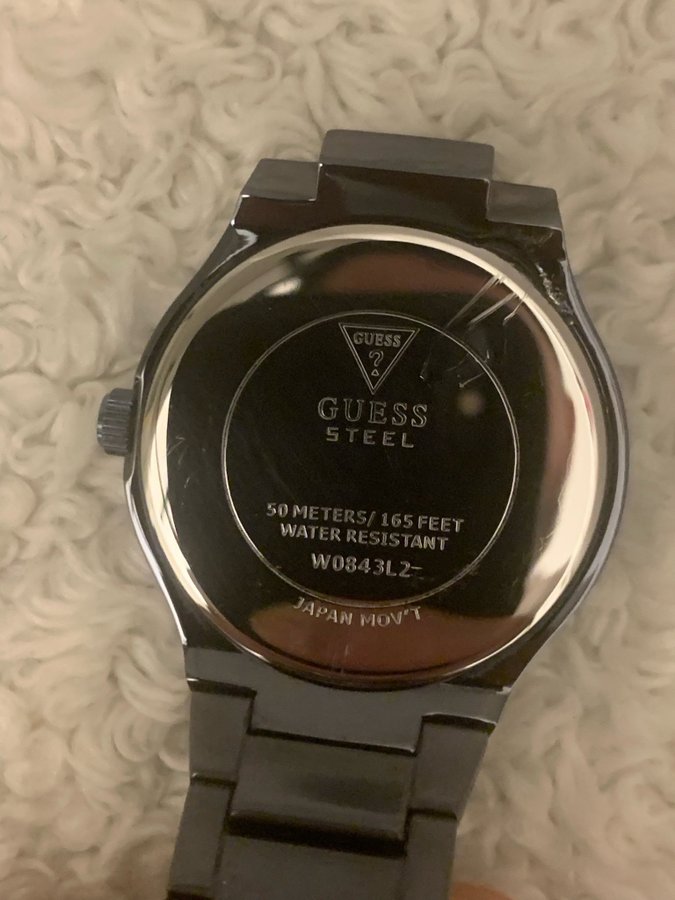 GUESS
?
GUESS
STEEL
50 METERS/ 165 FEET
WATER RESISTANT
W0843L2-
JAPAN MOV'T